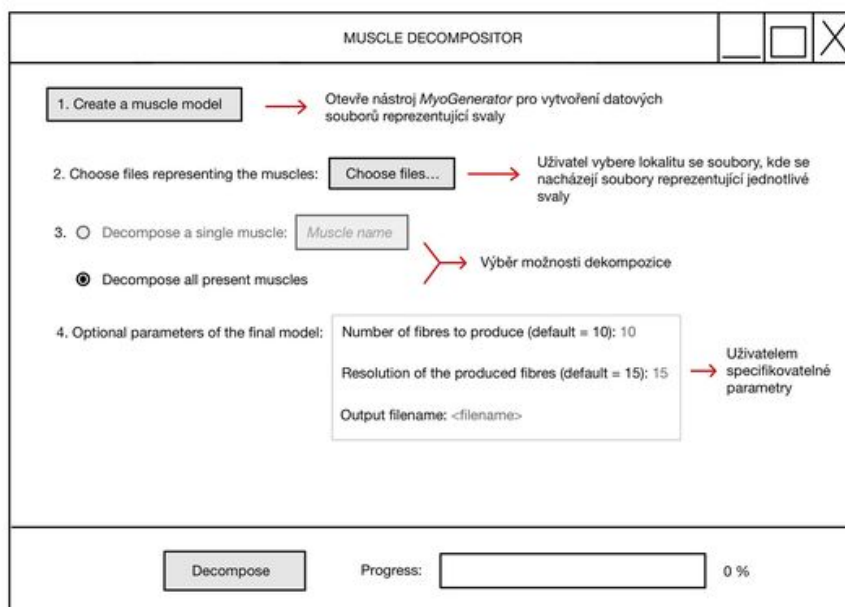 MUSCLE DECOMPOSITOR
1. Create a muscle model
Otevře nástroj MyoGenerator pro vytvoření datových
souborů reprezentující svaly
2. Choose files representing the muscles:
Choose files...
Uživatel vybere lokalitu se soubory, kde se
nacházejí soubory reprezentující jednotlivé
svaly
3.
Decompose a single muscle:
Muscle name
Decompose all present muscles
Výběr možnosti dekompozice
4. Optional parameters of the final model:
Number of fibres to produce (default = 10): 10
Resolution of the produced fibres (default = 15): 15
Output filename: <filename>
Uživatelem
specifikovatelné
parametry
Decompose
Progress:
0 %